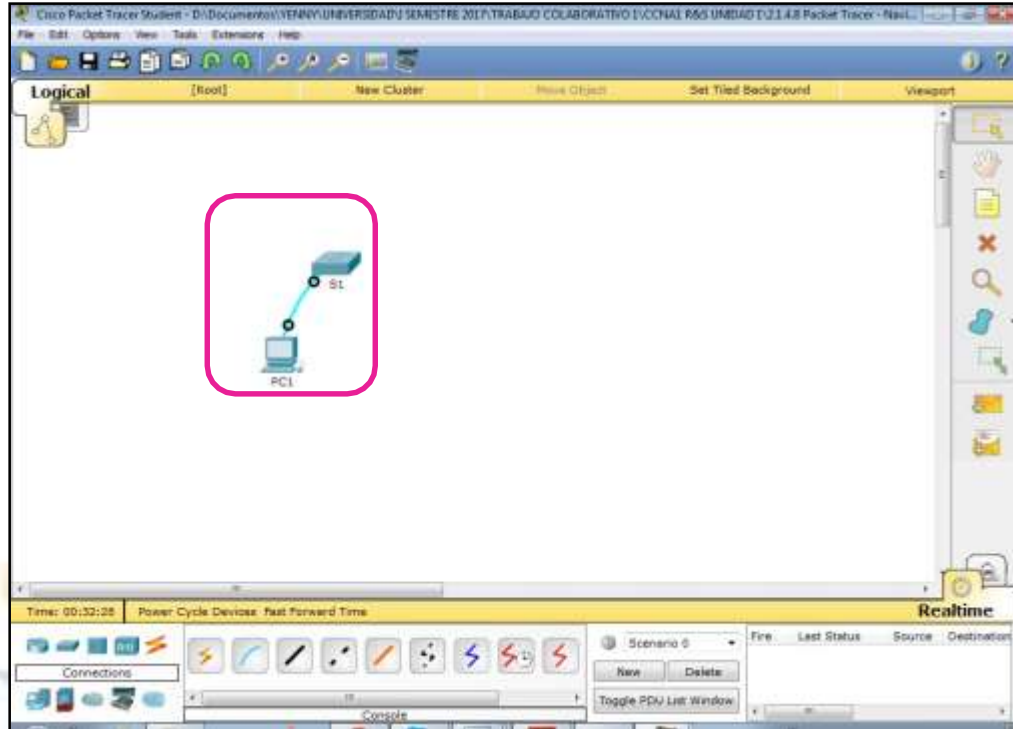 Cisco Packet Tracer Student - D:\Documentos\YENNY\UNIVERSIDAD\I SEMESTRE 2017\TRABAJO COLABORATIVO 1\CCNA1 R&S UNIDAD I\2.1.4.8 Packet Tracer - Navi...
File Edit Options View Tools Extensions Help
Logical [Root] New Cluster Move Object Set Tiled Background Viewport
S1
PC1
Time: 00:32:28 Power Cycle Devices Fast Forward Time Realtime
Scenario 0 Fire Last Status Source Destination
Connections New Delete
Toggle PDU List Window
Console